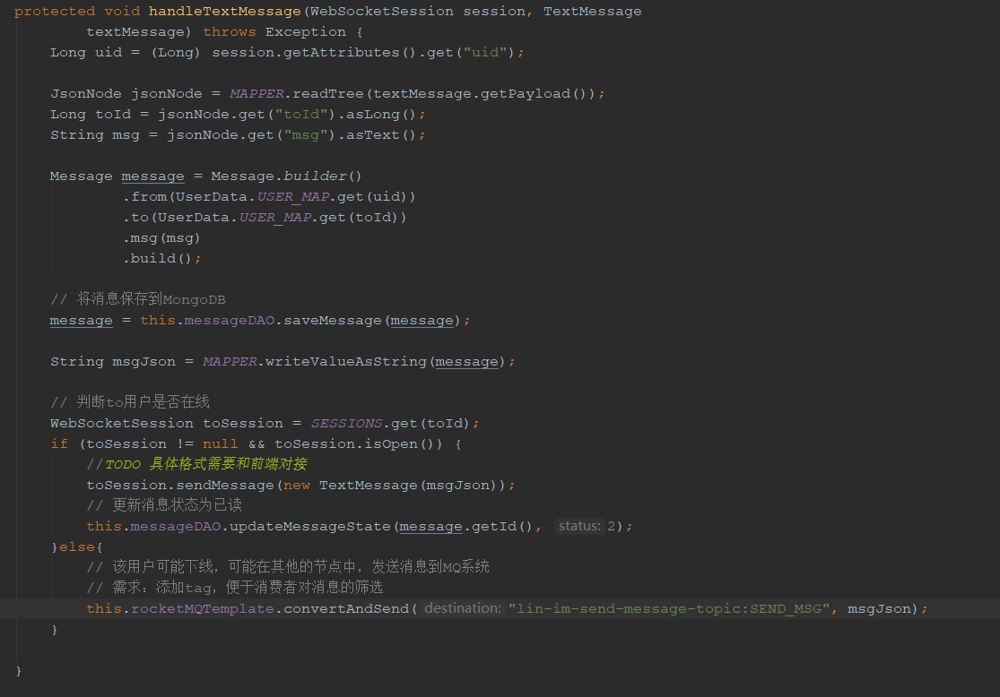 protected void handleTextMessage(WebSocketSession session, TextMessage
textMessage) throws Exception {
Long uid = (Long) session.getAttributes().get("uid");
JsonNode jsonNode = MAPPER.readTree(textMessage.getPayload());
Long toId = jsonNode.get("toId").asLong();
String msg = jsonNode.get("msg").asText();
Message message = Message.builder()
.from(UserData.USER_MAP.get(uid))
.to(UserData.USER_MAP.get(toId))
.msg(msg)
.build();
// 将消息保存到MongoDB
message = this.messageDAO.saveMessage(message);
String msgJson = MAPPER.writeValueAsString(message);
// 判断to用户是否在线
WebSocketSession toSession = SESSIONS.get(toId);
if (toSession != null && toSession.isOpen()) {
//TODO 具体格式需要和前端对接
toSession.sendMessage(new TextMessage(msgJson));
// 更新消息状态为已读
this.messageDAO.updateMessageState(message.getId(), status: 2);
}else{
// 该用户可能下线，可能在其他的节点中，发送消息到MQ系统
// 需求：添加tag，便于消费者对消息的筛选
this.rocketMQTemplate.convertAndSend( destination: "lin-im-send-message-topic:SEND_MSG", msgJson);
}
}